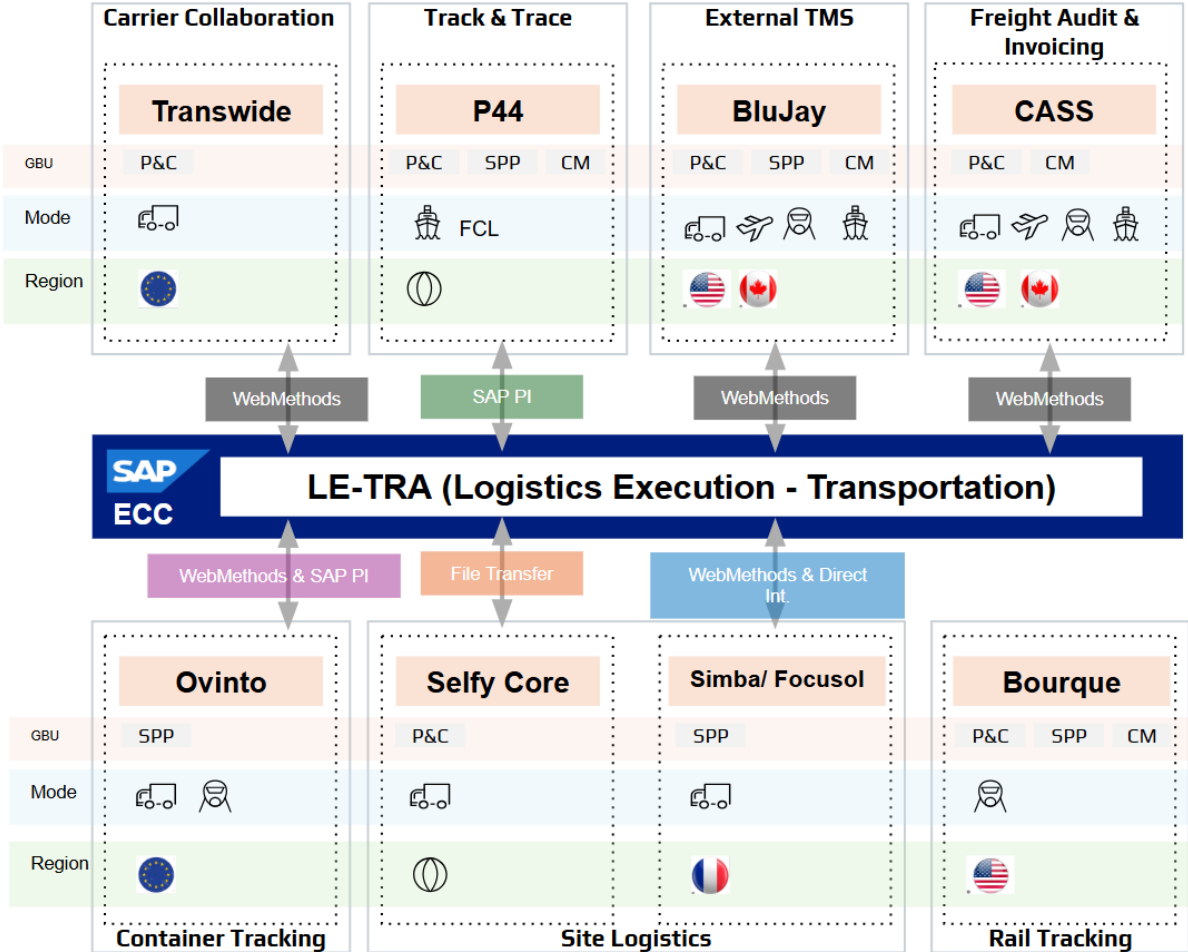 Carrier Collaboration
Track & Trace
External TMS
Freight Audit &
Invoicing
Transwide
P44
BluJay
CASS
GBU
P&C
P&C SPP CM
P&C SPP CM
P&C CM
Mode
FCL
Region
WebMethods
SAP PI
WebMethods
WebMethods
SAP
ECC
LE-TRA (Logistics Execution - Transportation)
WebMethods & SAP PI
File Transfer
WebMethods & Direct
Int.
Ovinto
Selfy Core
Simba/ Focusol
Bourque
GBU
SPP
P&C
SPP
P&C SPP CM
Mode
Region
Container Tracking
Site Logistics
Rail Tracking